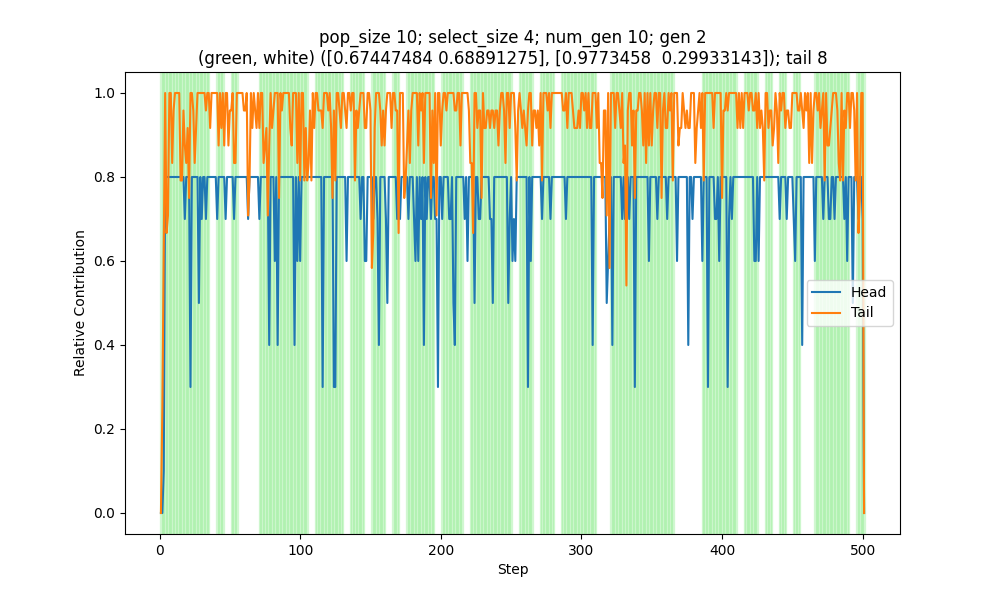 pop_size 10; select_size 4; num_gen 10; gen 2
(green, white) ([0.67447484 0.68891275], [0.9773458  0.29933143]); tail 8
1.0
0.8
0.6
0.4
0.2
0.0
Relative Contribution
Head
Tail
0 100 200 300 400 500
Step